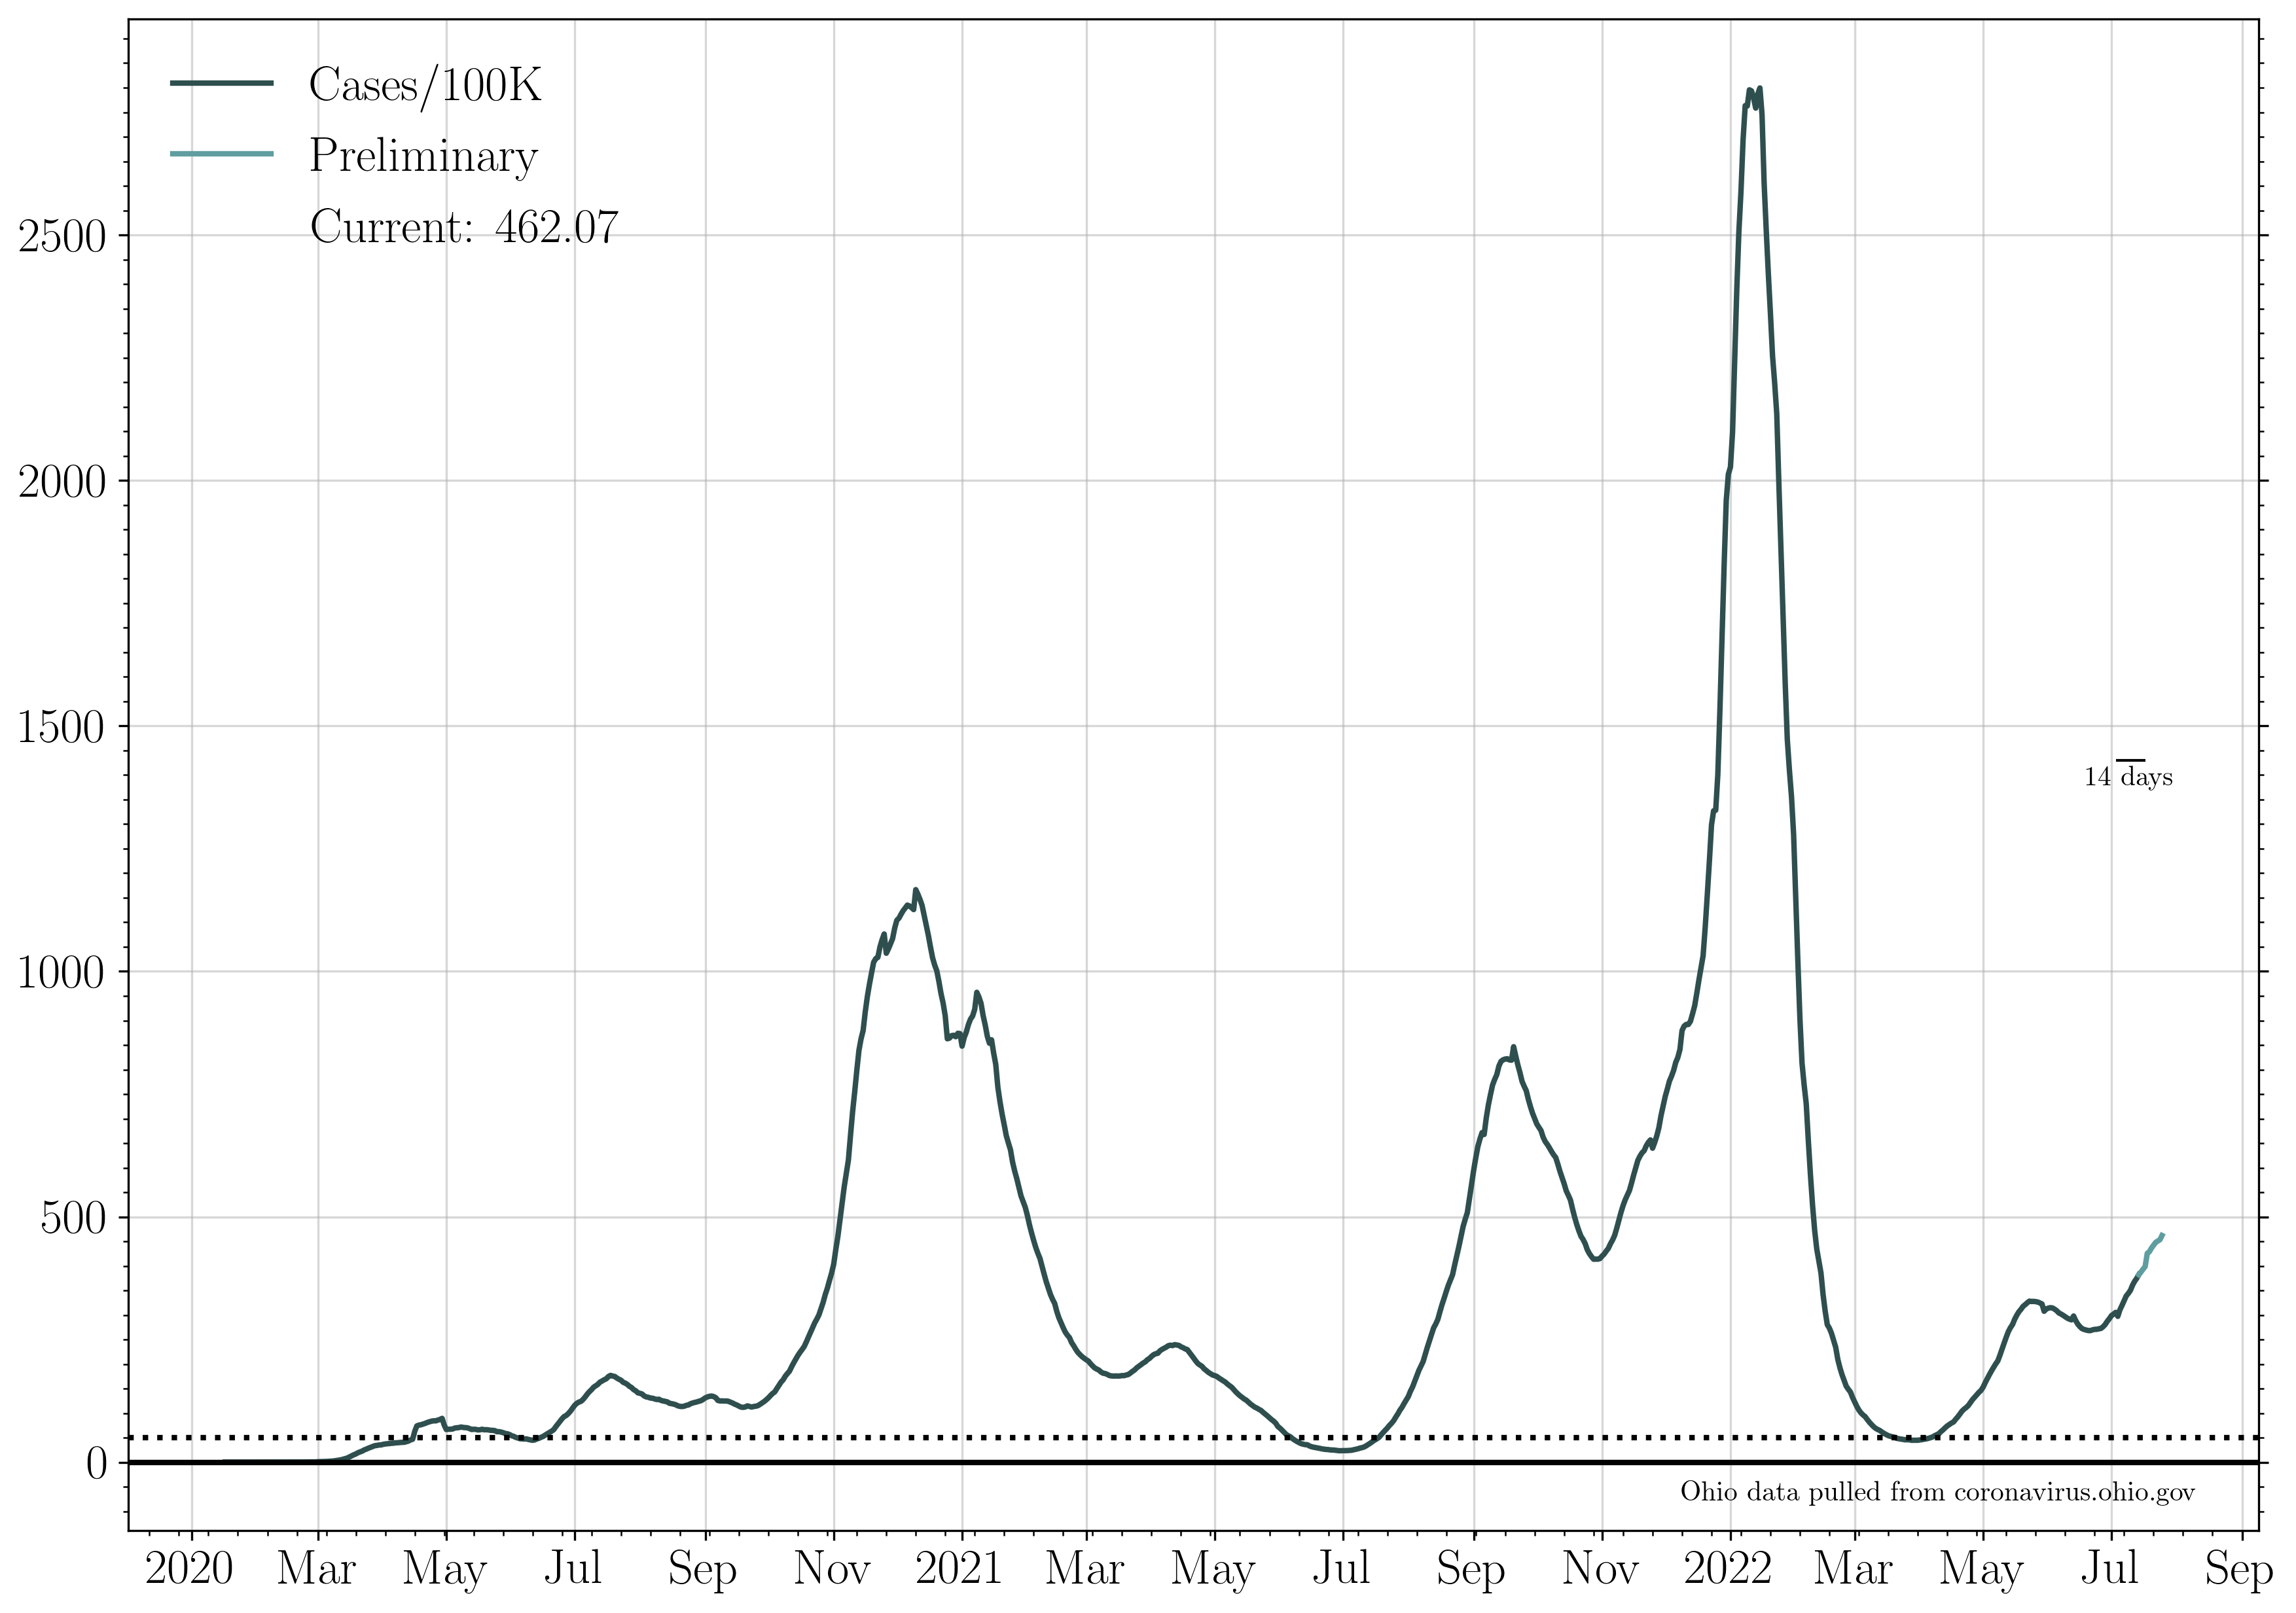 Cases/100K
Preliminary
Current: 462.07
2500
2000
1500
1000
500
0
14 days
Ohio data pulled from coronavirus.ohio.gov
2020 Mar May Jul Sep Nov 2021 Mar May Jul Sep Nov 2022 Mar May Jul Sep